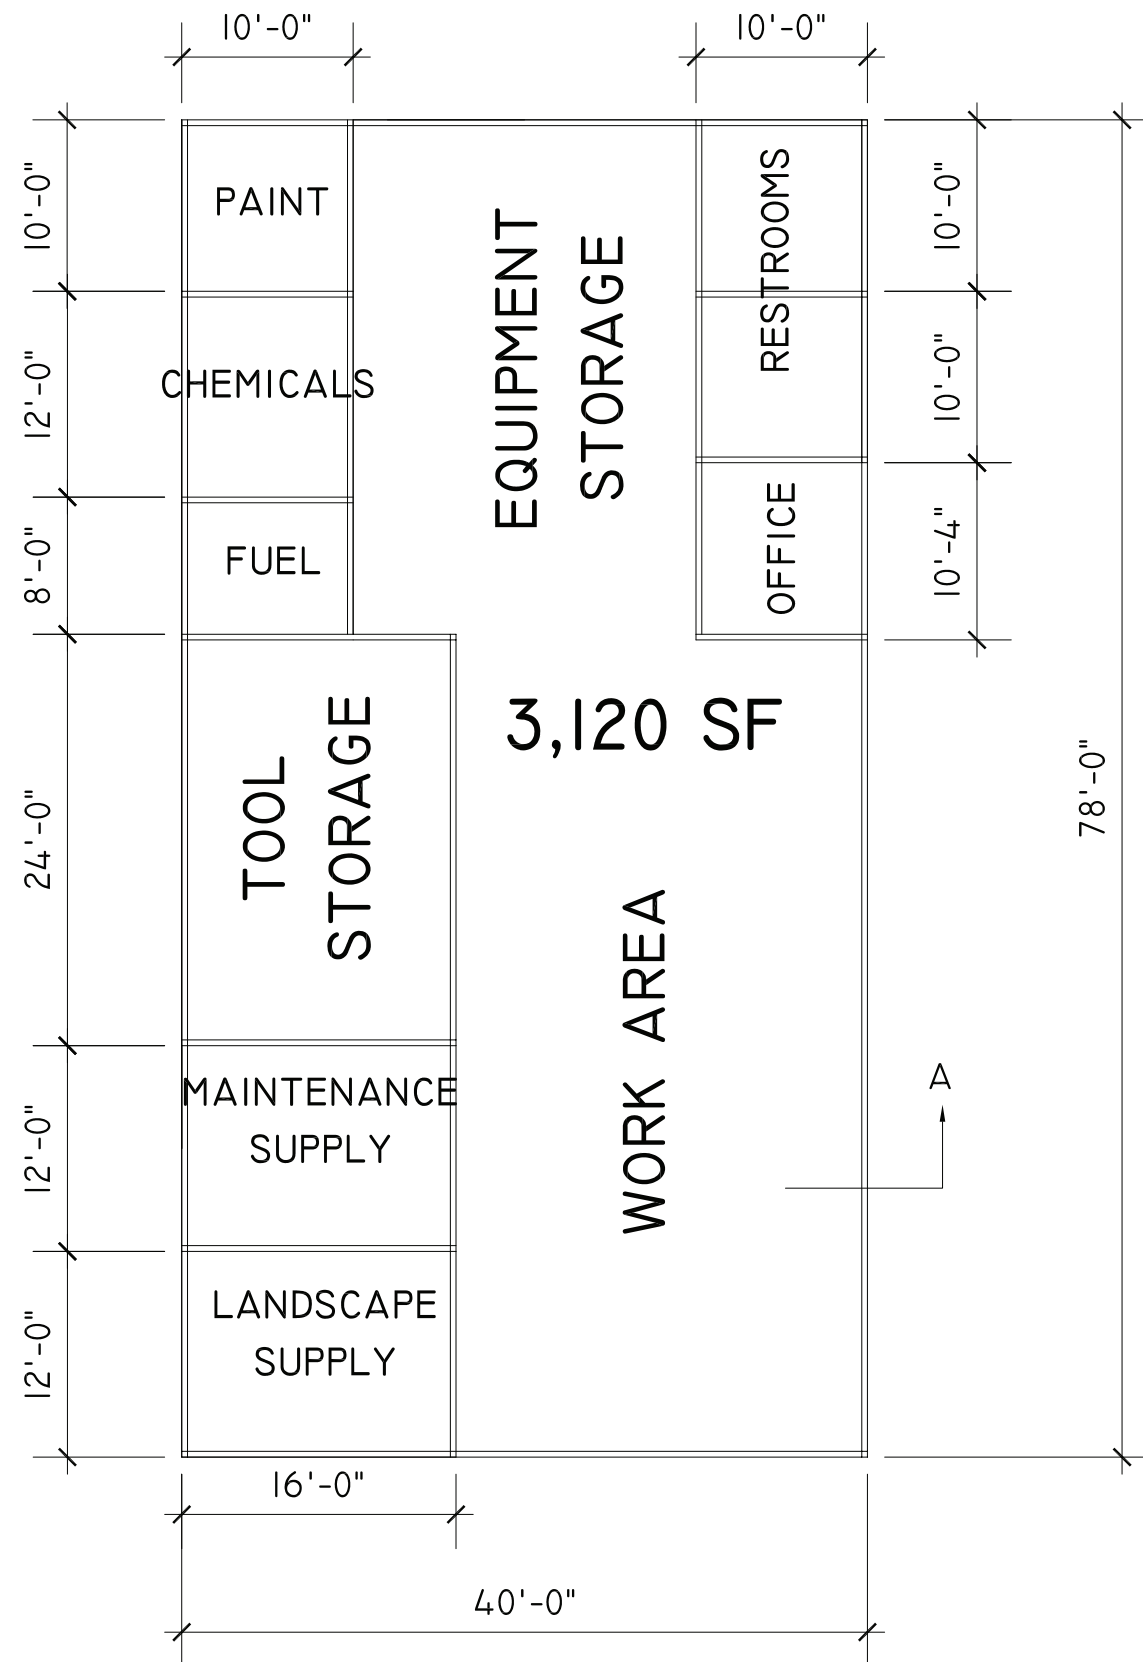 10'-0"
10'-0"
10'-0"
12'-0"
8'-0"
24'-0"
12'-0"
12'-0"
PAINT
CHEMICALS
FUEL
TOOL
STORAGE
MAINTENANCE
SUPPLY
LANDSCAPE
SUPPLY
EQUIPMENT
STORAGE
3,120 SF
WORK AREA
RESTROOMS
OFFICE
10'-0"
10'-0"
10'-4"
78'-0"
A
16'-0"
40'-0"